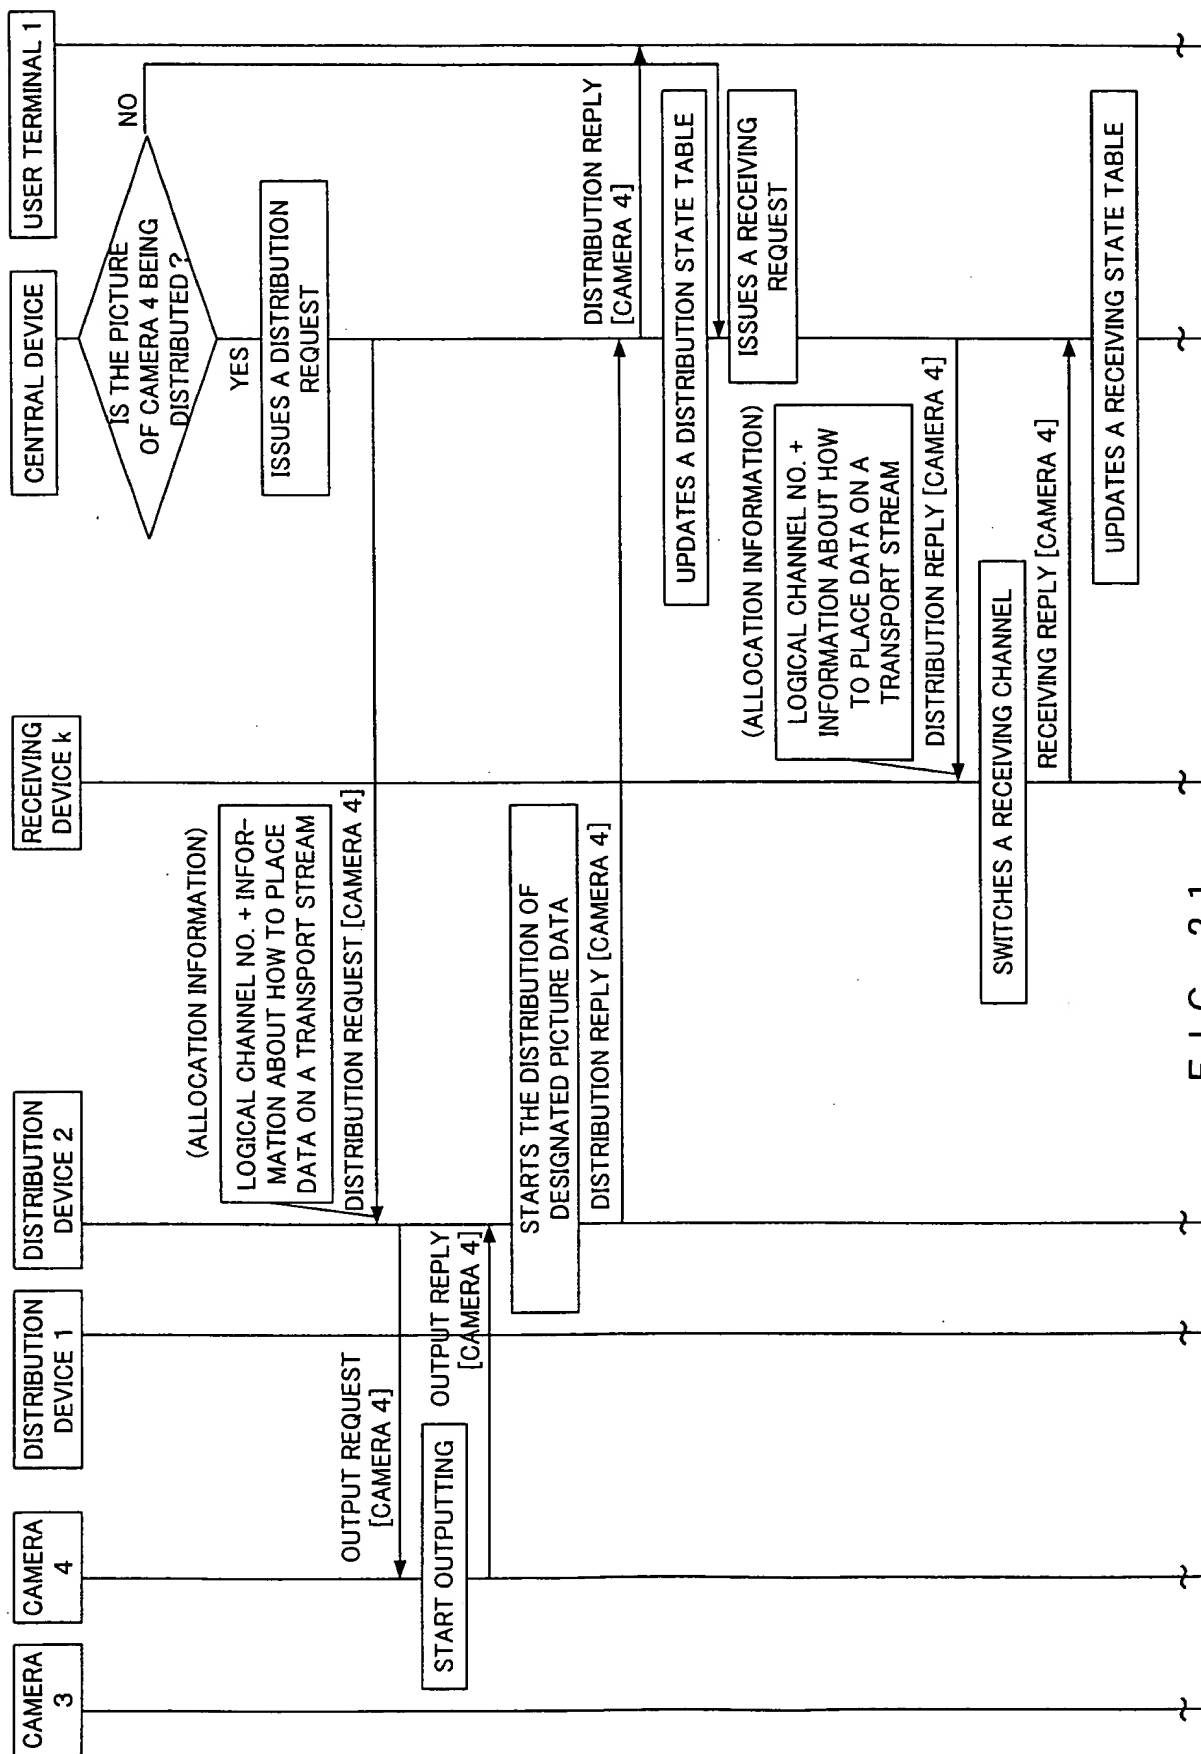 CAMERA
3
CAMERA
4
DISTRIBUTION
DEVICE 1
DISTRIBUTION
DEVICE 2
RECEIVING
DEVICE k
CENTRAL DEVICE
USER TERMINAL 1
IS THE PICTURE
OF CAMERA 4 BEING
DISTRIBUTED?
NO
YES
ISSUES A DISTRIBUTION
REQUEST
(ALLOCATION INFORMATION)
LOGICAL CHANNEL NO. + INFOR-
MATION ABOUT HOW TO PLACE
DATA ON A TRANSPORT STREAM
DISTRIBUTION REQUEST [CAMERA 4]
OUTPUT REQUEST
[CAMERA 4]
START OUTPUTTING
OUTPUT REPLY
[CAMERA 4]
STARTS THE DISTRIBUTION OF
DESIGNATED PICTURE DATA
DISTRIBUTION REPLY [CAMERA 4]
DISTRIBUTION REPLY
[CAMERA 4]
UPDATES A DISTRIBUTION STATE TABLE
ISSUES A RECEIVING
REQUEST
(ALLOCATION INFORMATION)
LOGICAL CHANNEL NO. +
INFORMATION ABOUT HOW
TO PLACE DATA ON A
TRANSPORT STREAM
DISTRIBUTION REPLY [CAMERA 4]
SWITCHES A RECEIVING CHANNEL
RECEIVING REPLY [CAMERA 4]
UPDATES A RECEIVING STATE TABLE
FIG. 21